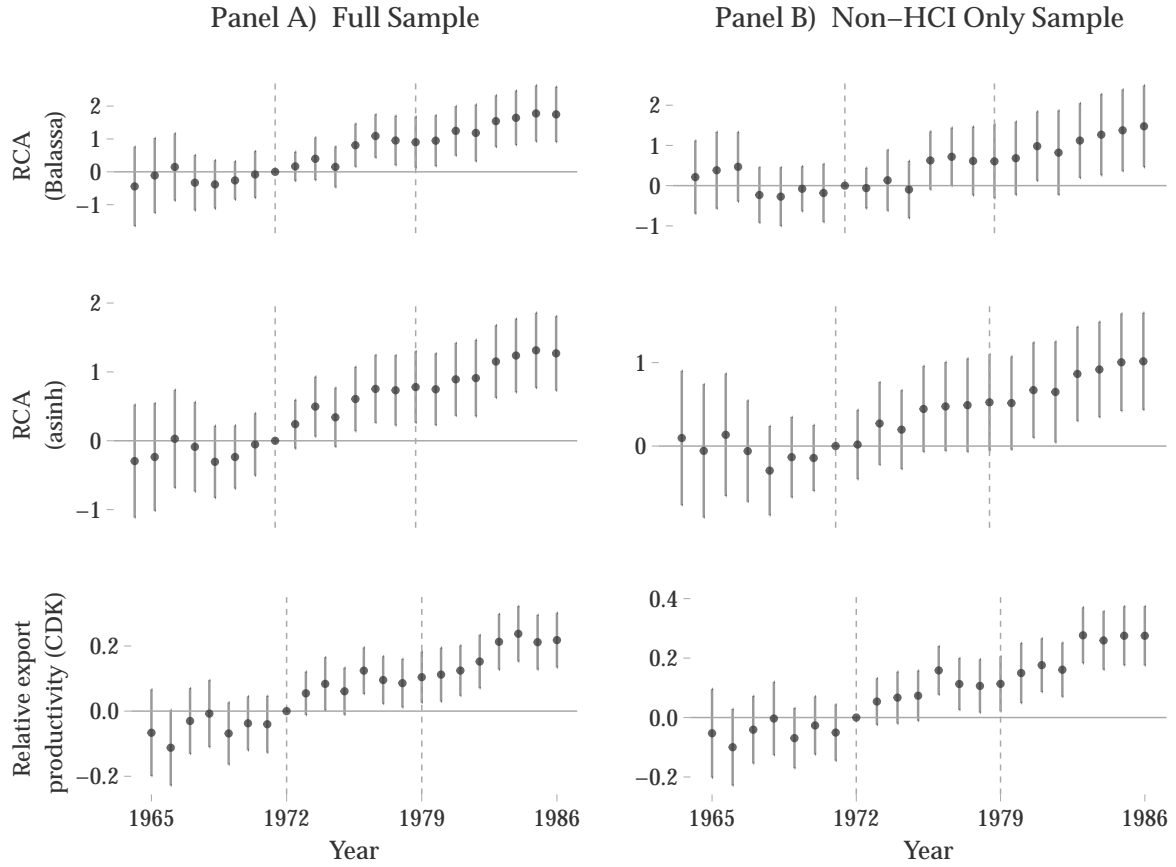 Panel A) Full Sample
Panel B) Non−HCI Only Sample
RCA
(Balassa)
2
1
0
−1
2
1
0
−1
RCA
(asinh)
2
1
0
−1
1
0
Relative export
productivity (CDK)
0.2
0.0
−0.2
0.4
0.2
0.0
−0.2
1965 1972 1979 1986
1965 1972 1979 1986
Year
Year